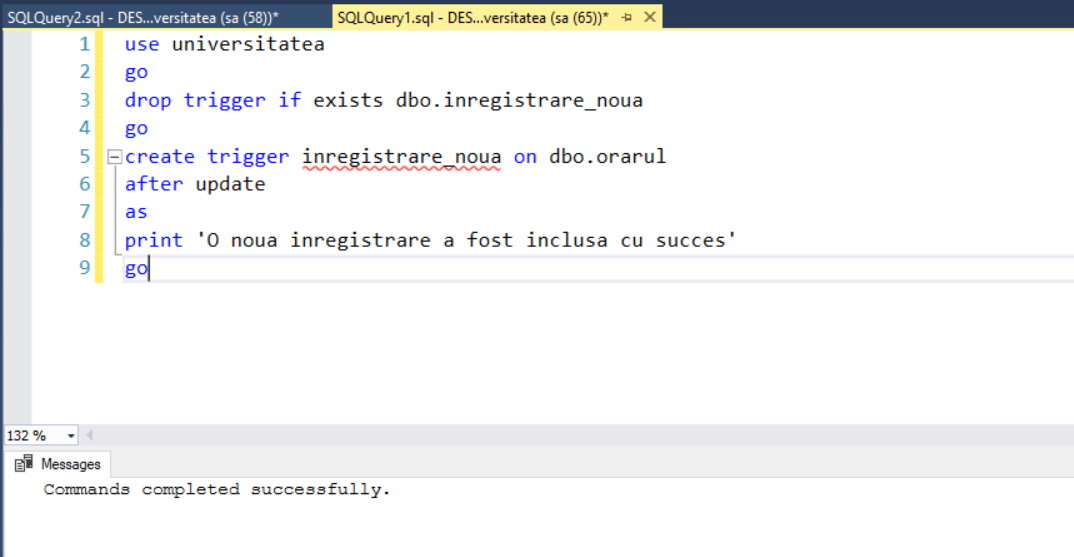 SQLQuery2.sql - DES...versitatea (sa (58))* SQLQuery1.sql - DES...versitatea (sa (65))*
1 use universitatea
2 go
3 drop trigger if exists dbo.inregistrare_noua
4 go
5 create trigger inregistrare_noua on dbo.orarul
6 after update
7 as
8 print 'O noua inregistrare a fost inclusa cu succes'
9 go
132 %
Messages
Commands completed successfully.